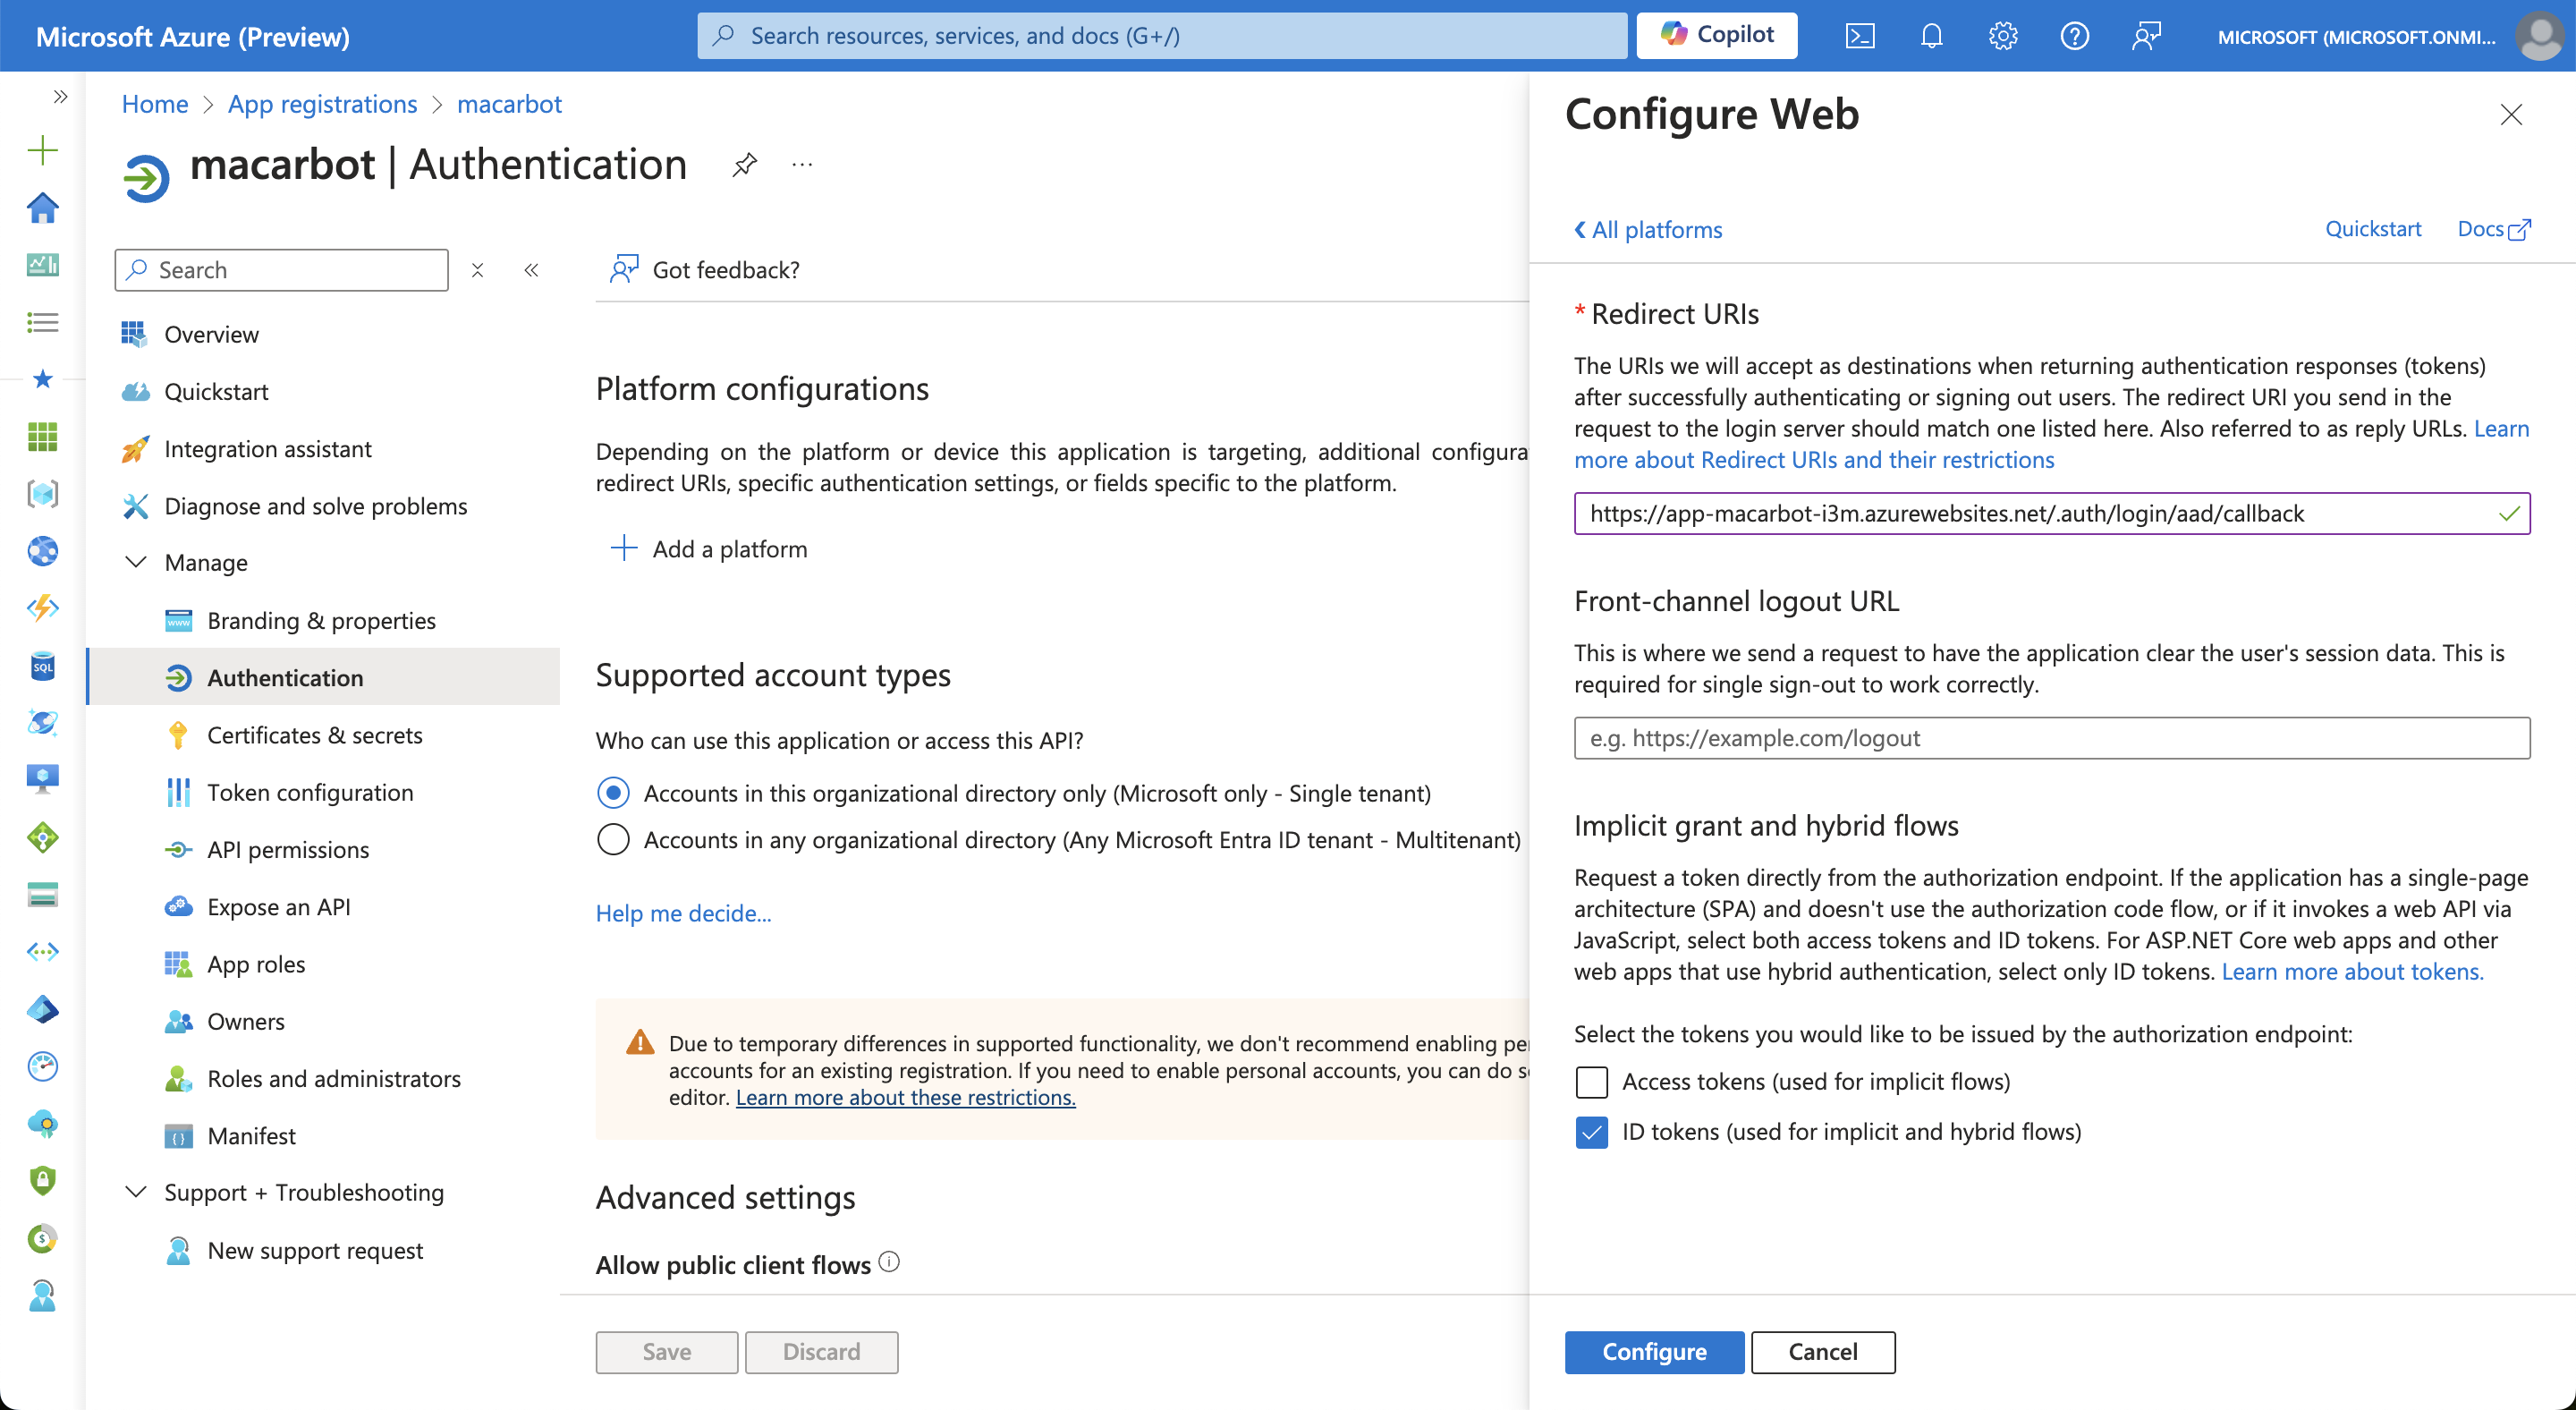 Microsoft Azure (Preview)
Search resources, services, and docs (G+/)
Copilot
MICROSOFT (MICROSOFT.ONMI...
Home > App registrations > macarbot
macarbot | Authentication
Search
Overview
Quickstart
Integration assistant
Diagnose and solve problems
Manage
Branding & properties
Authentication
Certificates & secrets
Token configuration
API permissions
Expose an API
App roles
Owners
Roles and administrators
Manifest
Support + Troubleshooting
New support request
Got feedback?
Platform configurations
Depending on the platform or device this application is targeting, additional configura
redirect URIs, specific authentication settings, or fields specific to the platform.
Add a platform
Supported account types
Who can use this application or access this API?
Accounts in this organizational directory only (Microsoft only - Single tenant)
Accounts in any organizational directory (Any Microsoft Entra ID tenant - Multitenant)
Help me decide...
Due to temporary differences in supported functionality, we don't recommend enabling pe
accounts for an existing registration. If you need to enable personal accounts, you can do s
editor. Learn more about these restrictions.
Advanced settings
Allow public client flows
Save
Discard
Configure Web
All platforms
Quickstart
Docs
* Redirect URIs
The URIs we will accept as destinations when returning authentication responses (tokens)
after successfully authenticating or signing out users. The redirect URI you send in the
request to the login server should match one listed here. Also referred to as reply URLs. Learn
more about Redirect URIs and their restrictions
https://app-macarbot-i3m.azurewebsites.net/.auth/login/aad/callback
Front-channel logout URL
This is where we send a request to have the application clear the user's session data. This is
required for single sign-out to work correctly.
e.g. https://example.com/logout
Implicit grant and hybrid flows
Request a token directly from the authorization endpoint. If the application has a single-page
architecture (SPA) and doesn't use the authorization code flow, or if it invokes a web API via
JavaScript, select both access tokens and ID tokens. For ASP.NET Core web apps and other
web apps that use hybrid authentication, select only ID tokens. Learn more about tokens.
Select the tokens you would like to be issued by the authorization endpoint:
Access tokens (used for implicit flows)
ID tokens (used for implicit and hybrid flows)
Configure
Cancel